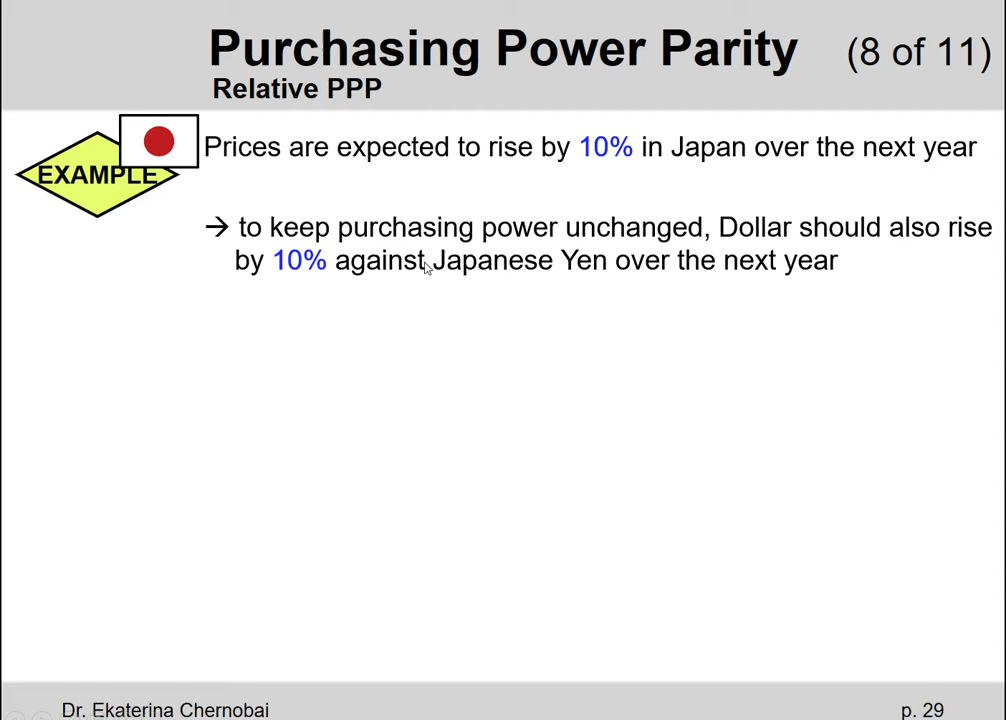 Purchasing Power Parity (8 of 11)
Relative PPP
EXAMPLE
Prices are expected to rise by 10% in Japan over the next year
→ to keep purchasing power unchanged, Dollar should also rise
by 10% against Japanese Yen over the next year
Dr. Ekaterina Chernobai
p. 29